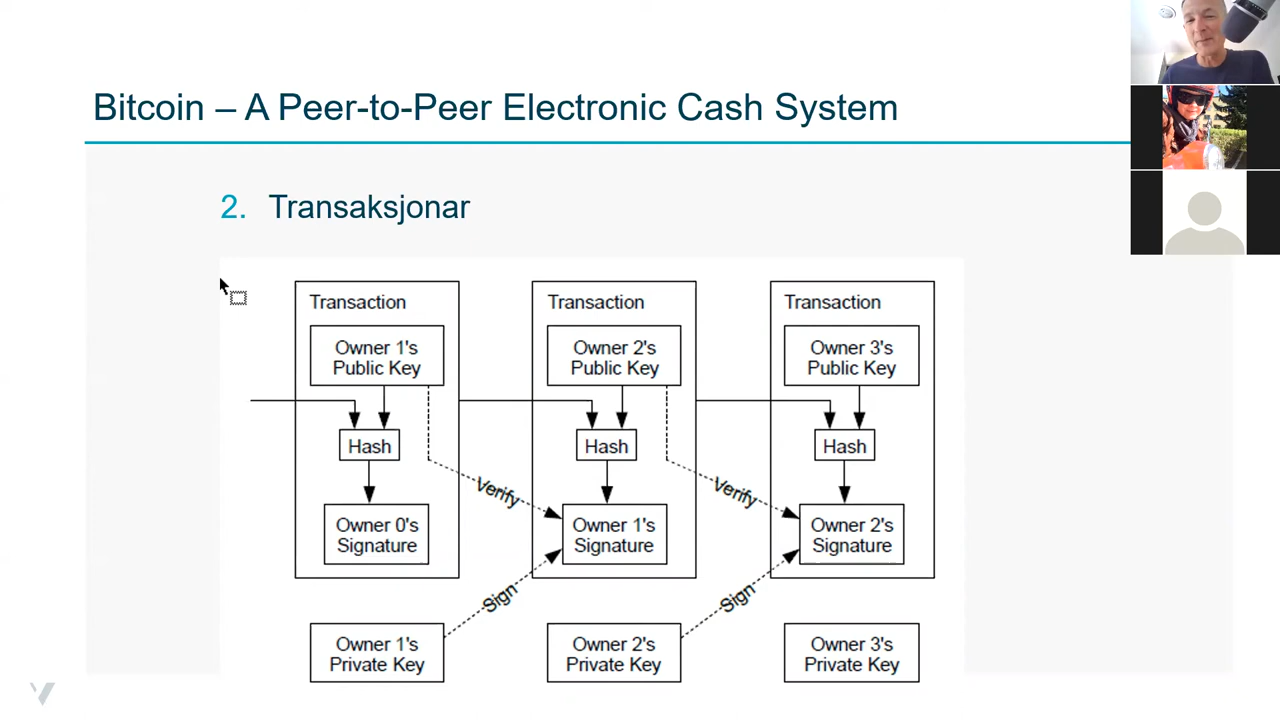 Bitcoin – A Peer-to-Peer Electronic Cash System
2. Transaksjonar
Transaction
Owner 1's
Public Key
Hash
Owner 0's
Signature
Verify
Sign
Owner 1's
Private Key
Transaction
Owner 2's
Public Key
Hash
Owner 1's
Signature
Verify
Sign
Owner 2's
Private Key
Transaction
Owner 3's
Public Key
Hash
Owner 2's
Signature
Owner 3's
Private Key